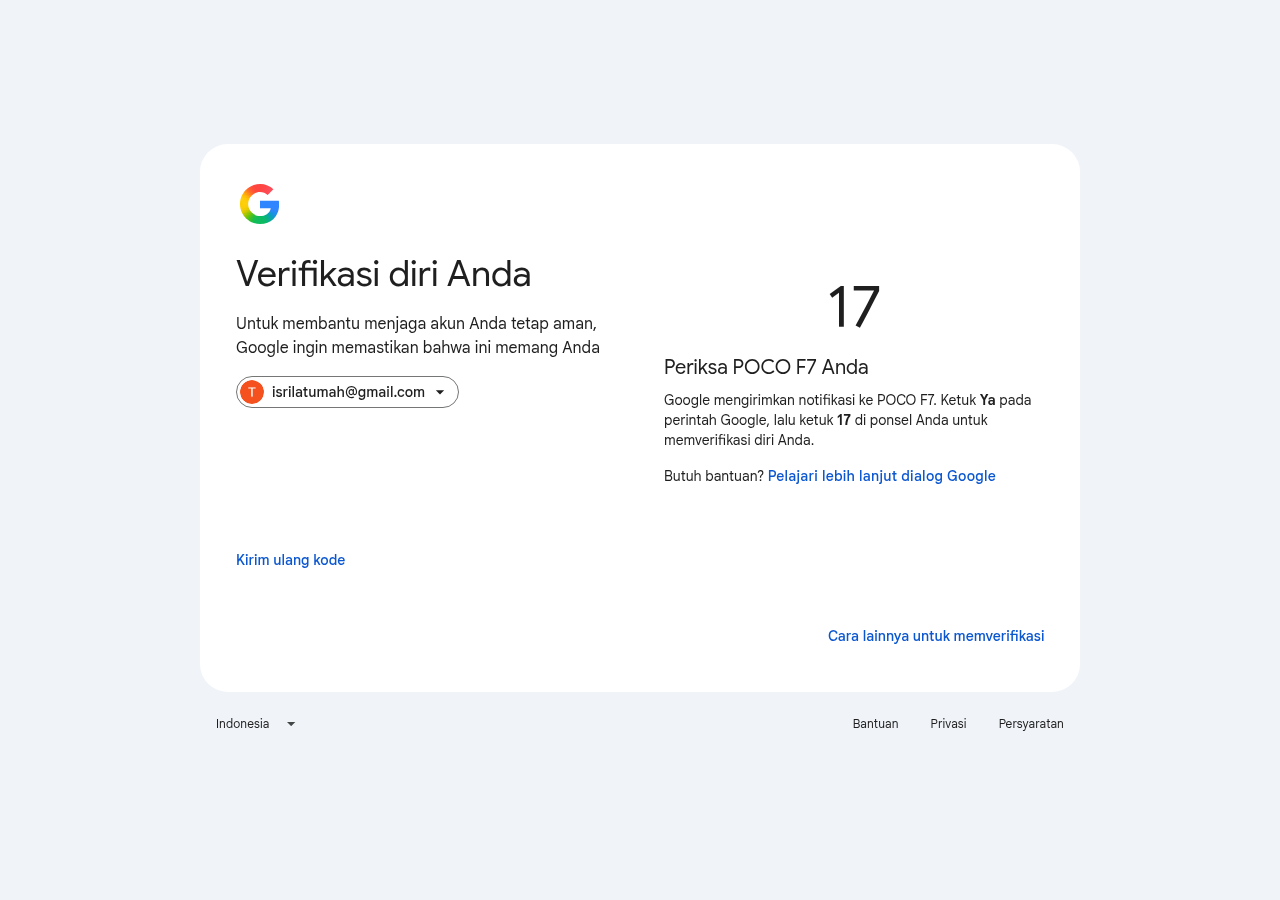 Verifikasi diri Anda
Untuk membantu menjaga akun Anda tetap aman,
Google ingin memastikan bahwa ini memang Anda
T isrilatumah@gmail.com
17
Periksa POCO F7 Anda
Google mengirimkan notifikasi ke POCO F7. Ketuk Ya pada
perintah Google, lalu ketuk 17 di ponsel Anda untuk
memverifikasi diri Anda.
Butuh bantuan? Pelajari lebih lanjut dialog Google
Kirim ulang kode
Cara lainnya untuk memverifikasi
Indonesia
Bantuan Privasi Persyaratan